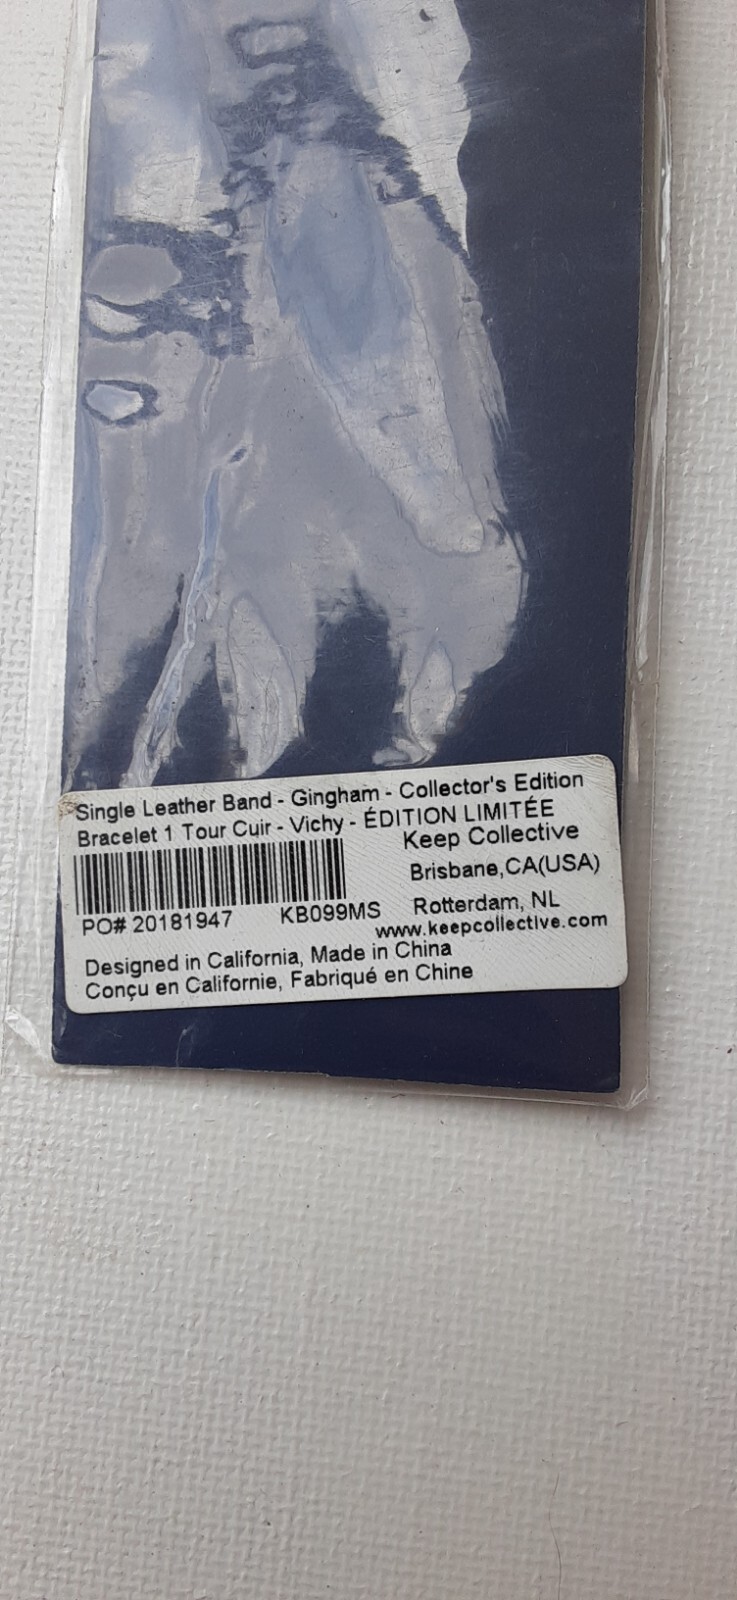 Single Leather Band - Gingham - Collector's Edition
Bracelet 1 Tour Cuir - Vichy - ÉDITION LIMITÉE
Keep Collective
Brisbane,CA(USA)
PO# 20181947 KB099MS Rotterdam, NL
www.keepcollective.com
Designed in California, Made in China
Conçu en Californie, Fabriqué en Chine